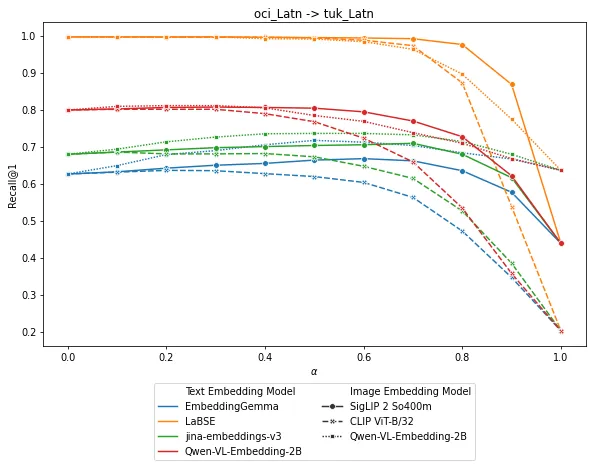 oci_Latn -> tuk_Latn
1.0
0.9
0.8
0.7
0.6
0.5
0.4
0.3
0.2
Recall@1
0.0 0.2 0.4 0.6 0.8 1.0
α
Text Embedding Model Image Embedding Model
EmbeddingGemma SigLIP 2 So400m
LaBSE CLIP ViT-B/32
jina-embeddings-v3 Qwen-VL-Embedding-2B
Qwen-VL-Embedding-2B